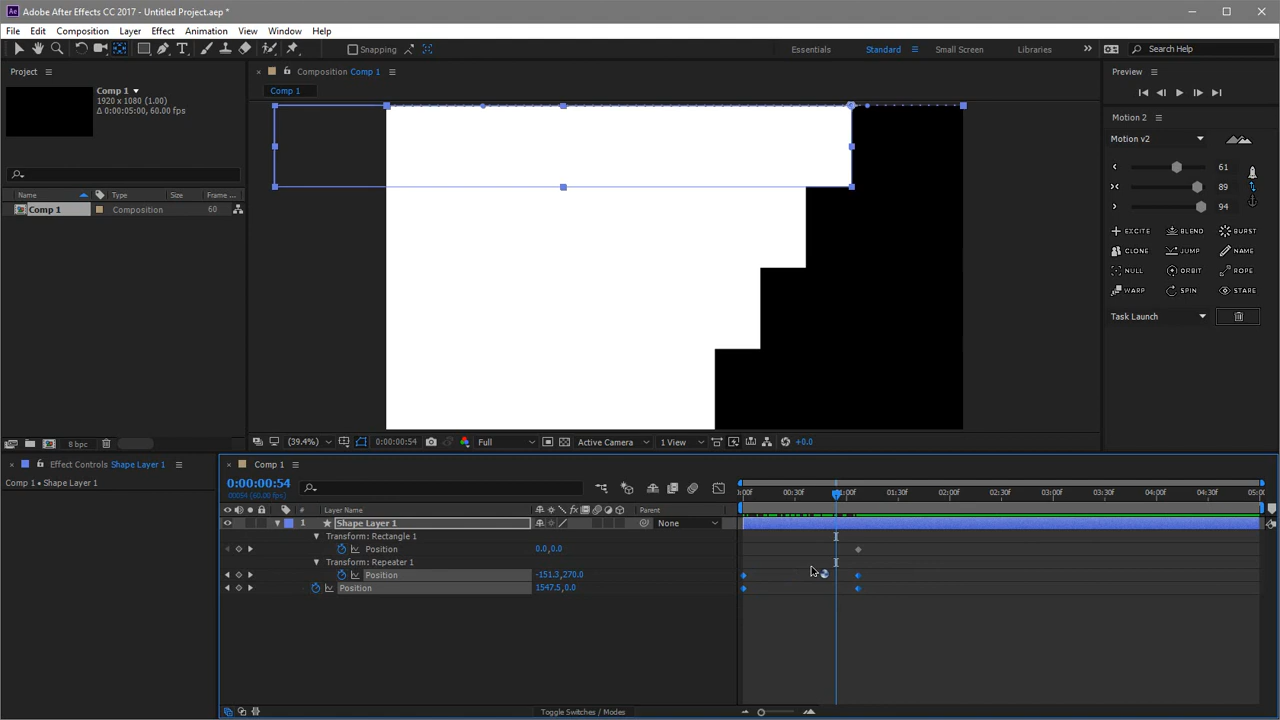 Ae Adobe After Effects CC 2017 - Untitled Project.aep *
File Edit Composition Layer Effect Animation View Window Help
Snapping Essentials Standard Small Screen Libraries Search Help
Project
Comp 1
1920 x 1080 (1.00)
Δ 0:00:05:00, 60.00 fps
Name Type Size Frame ...
Comp 1 Composition 60
8 bpc
Composition Comp 1
Comp 1
(39.4%) 0:00:00:54 Full Active Camera 1 View +0.0
Preview
Motion 2
Motion v2
61
89
94
EXCITE BLEND BURST
CLONE JUMP NAME
NULL ORBIT ROPE
WARP SPIN STARE
Task Launch
Effect Controls Shape Layer 1
Comp 1 • Shape Layer 1
Comp 1
0:00:00:54
00054 (60.00 fps)
:00f 00:30f 01:00f 01:30f 02:00f 02:30f 03:00f 03:30f 04:00f 04:30f 05:00
# Layer Name Parent
1 Shape Layer 1 None
Transform: Rectangle 1
Position 0.0,0.0
Transform: Repeater 1
Position -151.3,270.0
Position 1547.5,0.0
Toggle Switches / Modes